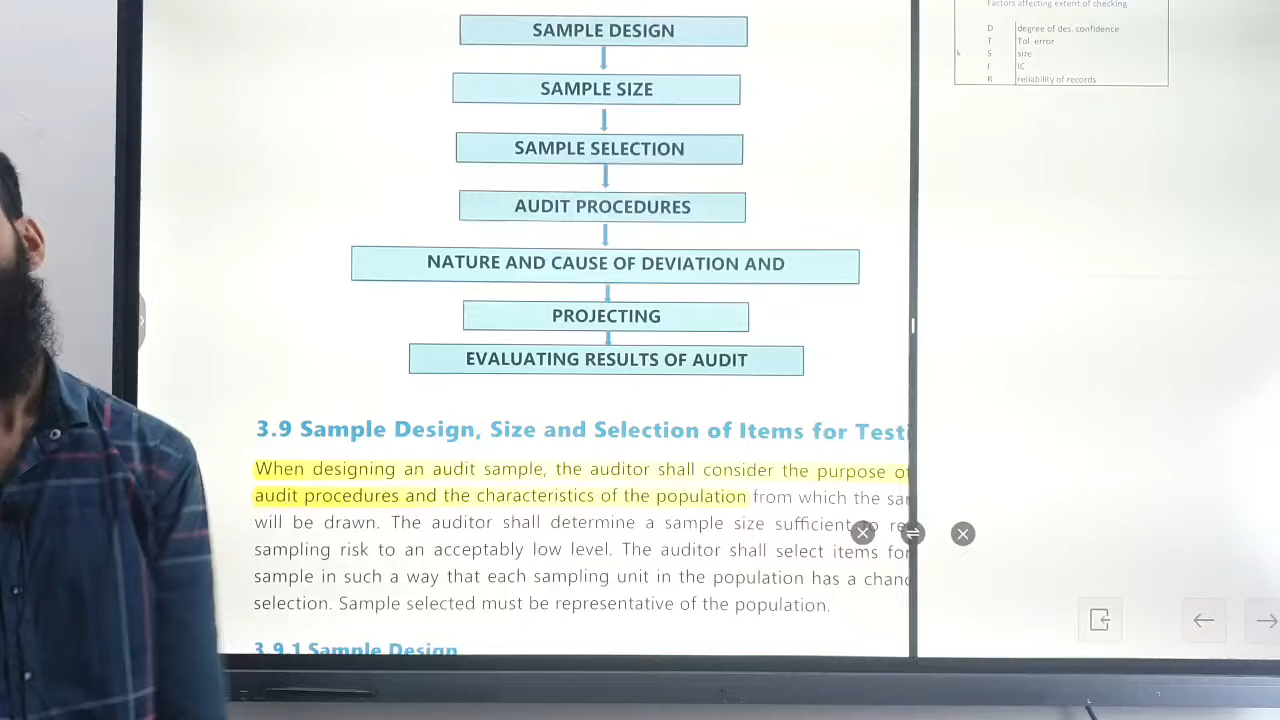 SAMPLE DESIGN
SAMPLE SIZE
SAMPLE SELECTION
AUDIT PROCEDURES
NATURE AND CAUSE OF DEVIATION AND
PROJECTING
EVALUATING RESULTS OF AUDIT
3.9 Sample Design, Size and Selection of Items for Testi
When designing an audit sample, the auditor shall consider the purpose of
audit procedures and the characteristics of the population from which the sa
will be drawn. The auditor shall determine a sample size sufficient to re
sampling risk to an acceptably low level. The auditor shall select items for
sample in such a way that each sampling unit in the population has a chanc
selection. Sample selected must be representative of the population.
3.9.1 Sample Design
Factors affecting extent of checking
D degree of des. confidence
T Tol. error
S size
I IC
R reliability of records